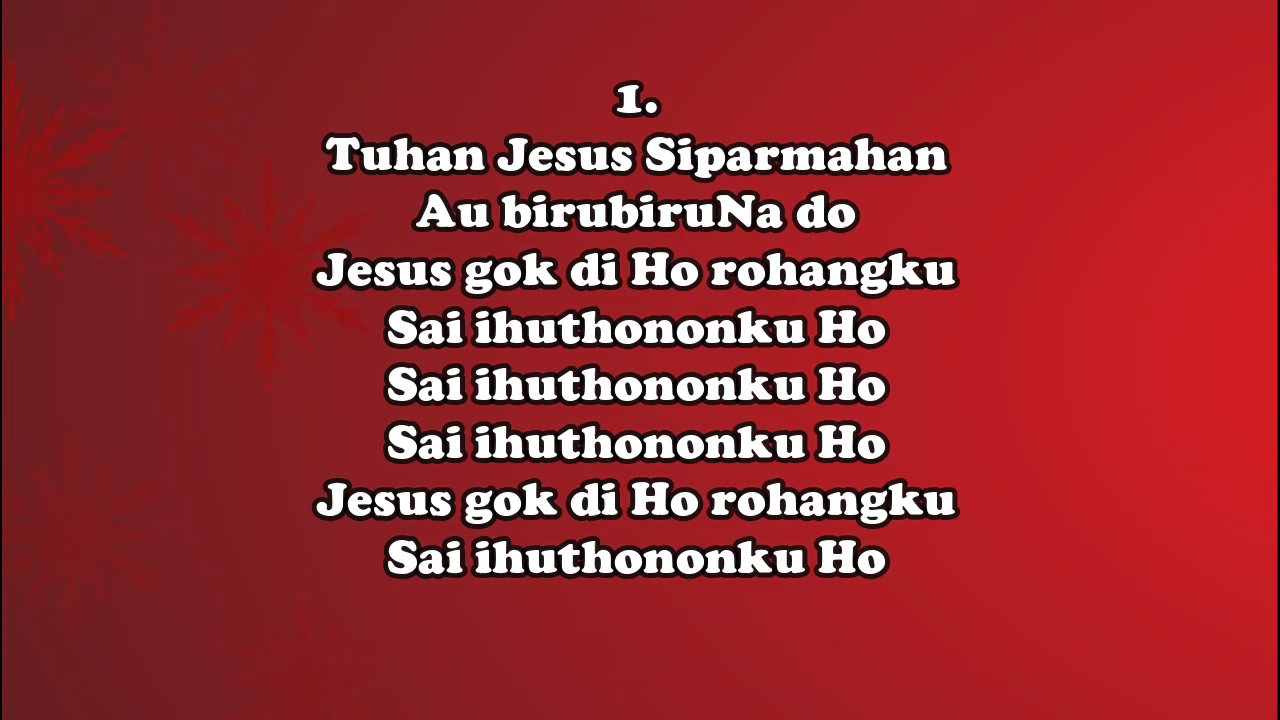 1.
Tuhan Jesus Siparmahan
Au birubiruNa do
Jesus gok di Ho rohangku
Sai ihuthononku Ho
Sai ihuthononku Ho
Sai ihuthononku Ho
Jesus gok di Ho rohangku
Sai ihuthononku Ho